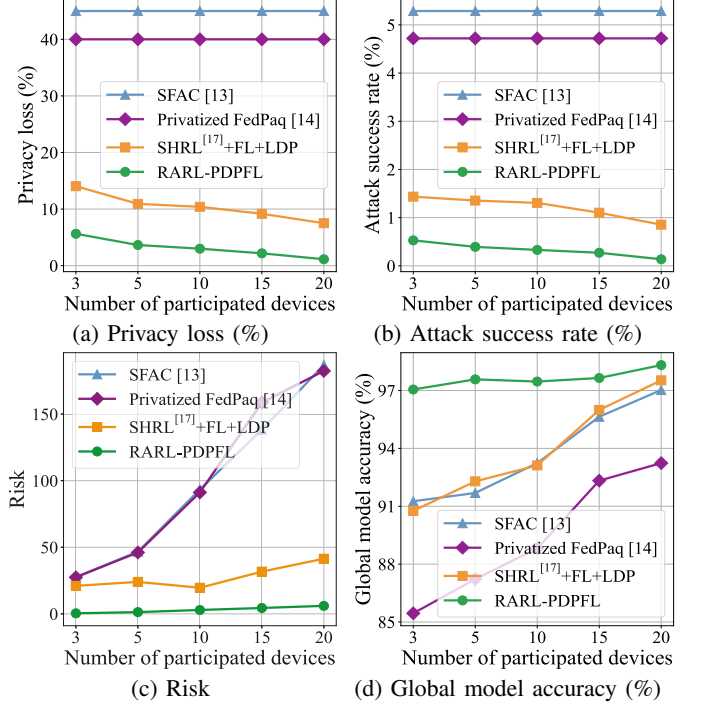 40
30
20
10
0
Privacy loss (%)
SFAC [13]
Privatized FedPaq [14]
SHRL[17]+FL+LDP
RARL-PDPFL
3 5 10 15 20
Number of participated devices
(a) Privacy loss (%)
5
4
3
2
1
0
Attack success rate (%)
SFAC [13]
Privatized FedPaq [14]
SHRL[17]+FL+LDP
RARL-PDPFL
3 5 10 15 20
Number of participated devices
(b) Attack success rate (%)
150
100
50
0
Risk
SFAC [13]
Privatized FedPaq [14]
SHRL[17]+FL+LDP
RARL-PDPFL
3 5 10 15 20
Number of participated devices
(c) Risk
97
94
91
88
85
Global model accuracy (%)
SFAC [13]
Privatized FedPaq [14]
SHRL[17]+FL+LDP
RARL-PDPFL
3 5 10 15 20
Number of participated devices
(d) Global model accuracy (%)